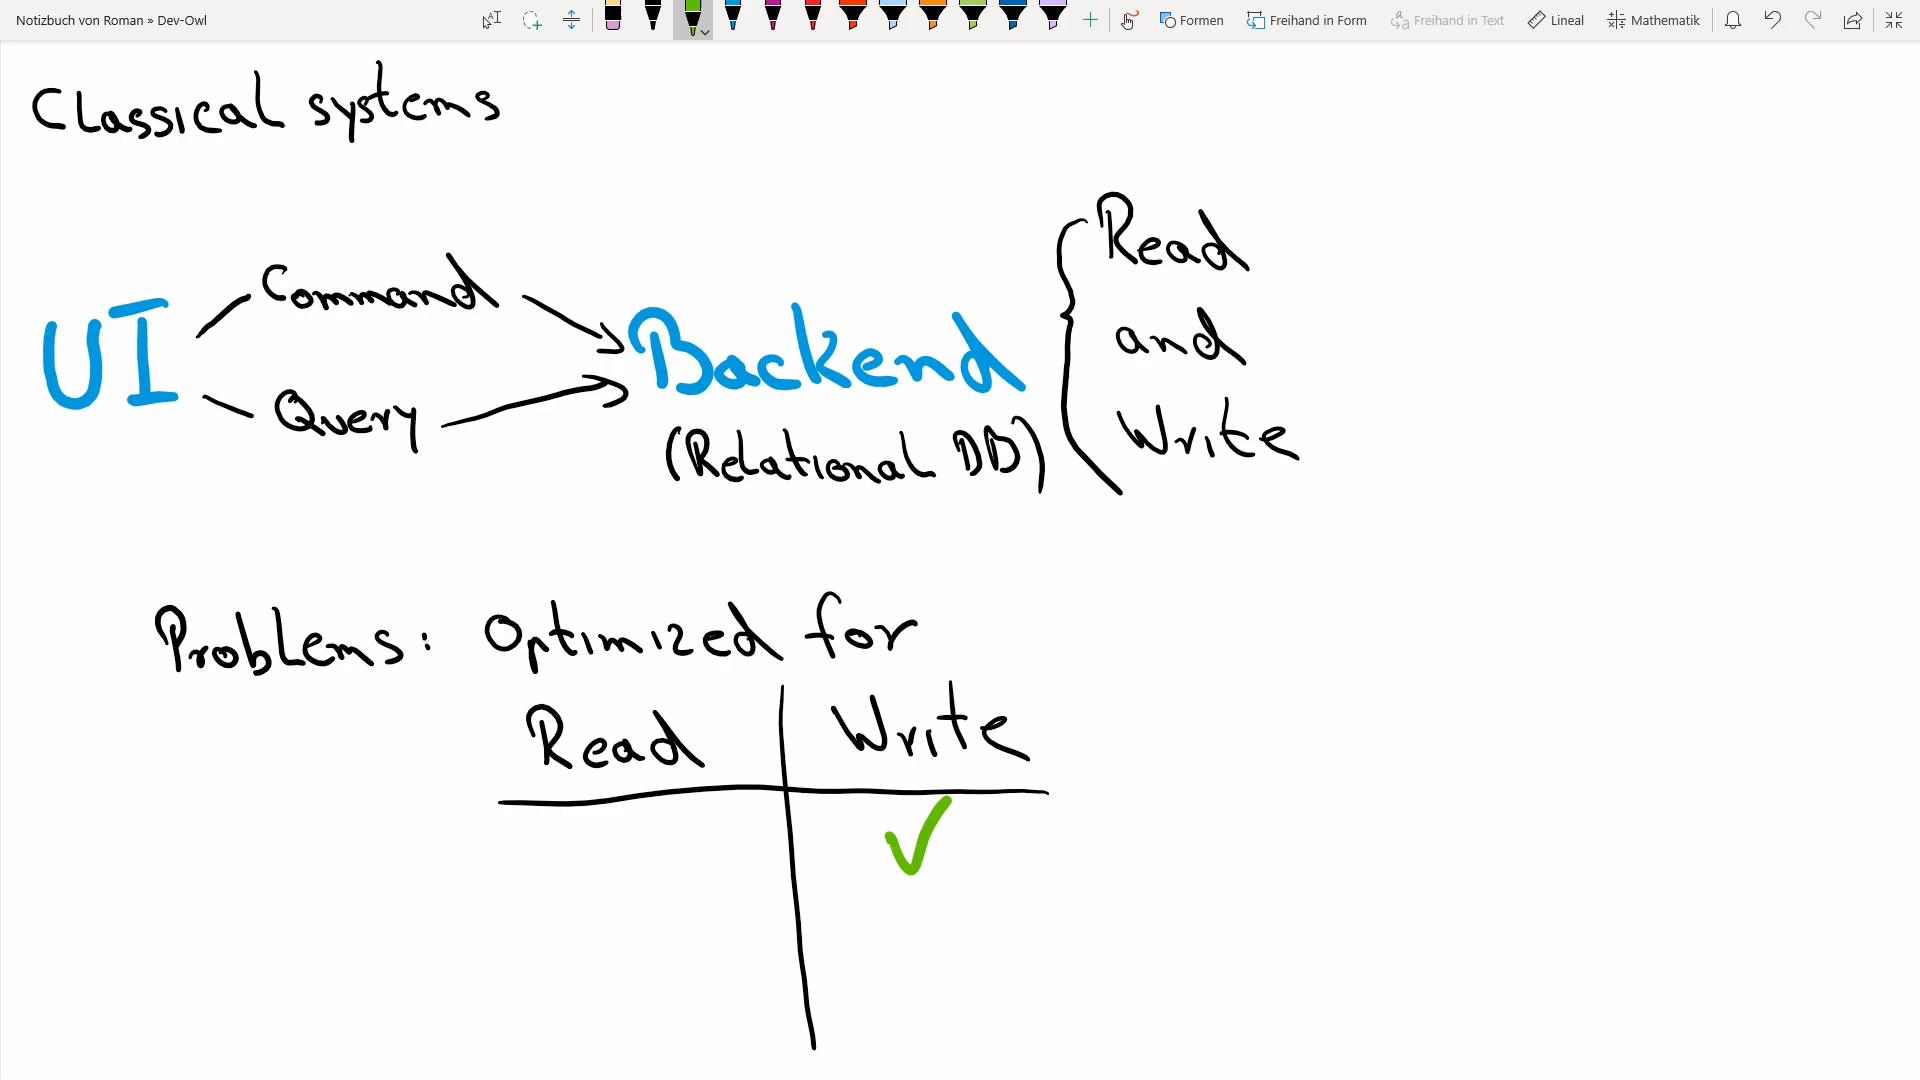 Notizbuch von Roman » Dev-Owl
Formen Freihand in Form Freihand in Text Lineal Mathematik
Classical systems
Read
and
Write
Command
UI Backend
Query
(Relational DB)
Problems: Optimized for
Read Write